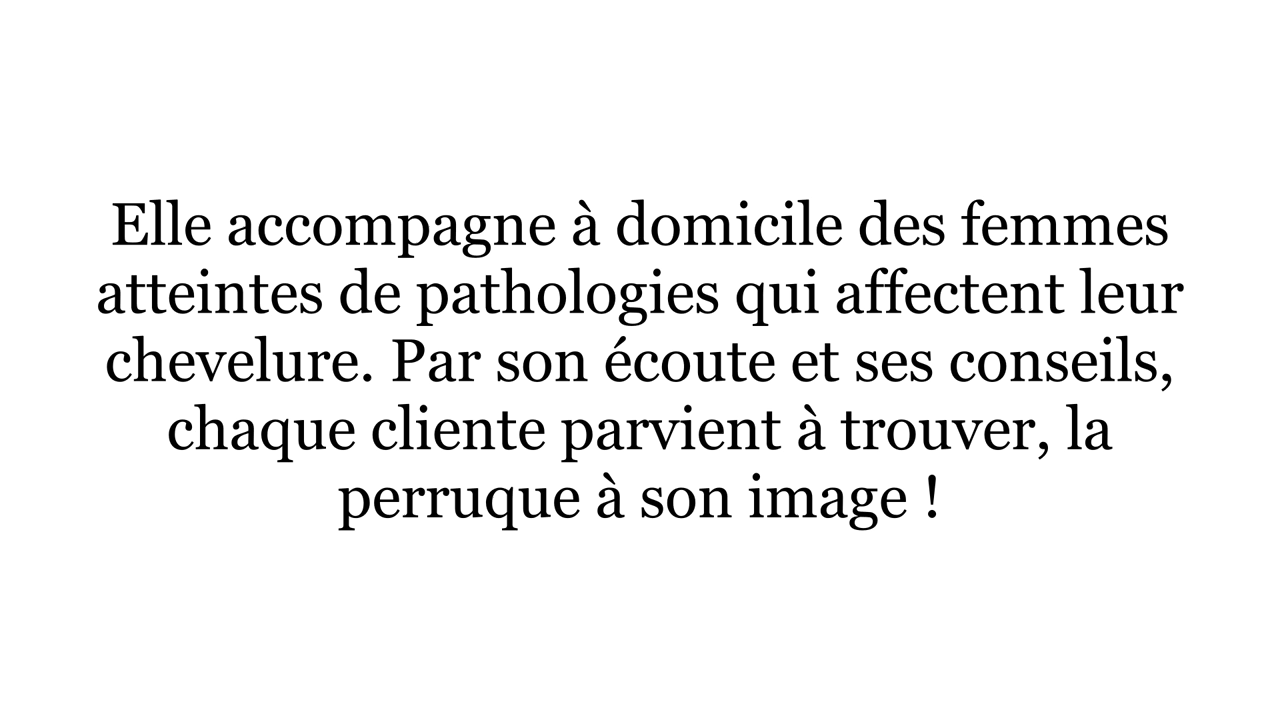 Elle accompagne à domicile des femmes
atteintes de pathologies qui affectent leur
chevelure. Par son écoute et ses conseils,
chaque cliente parvient à trouver, la
perruque à son image !